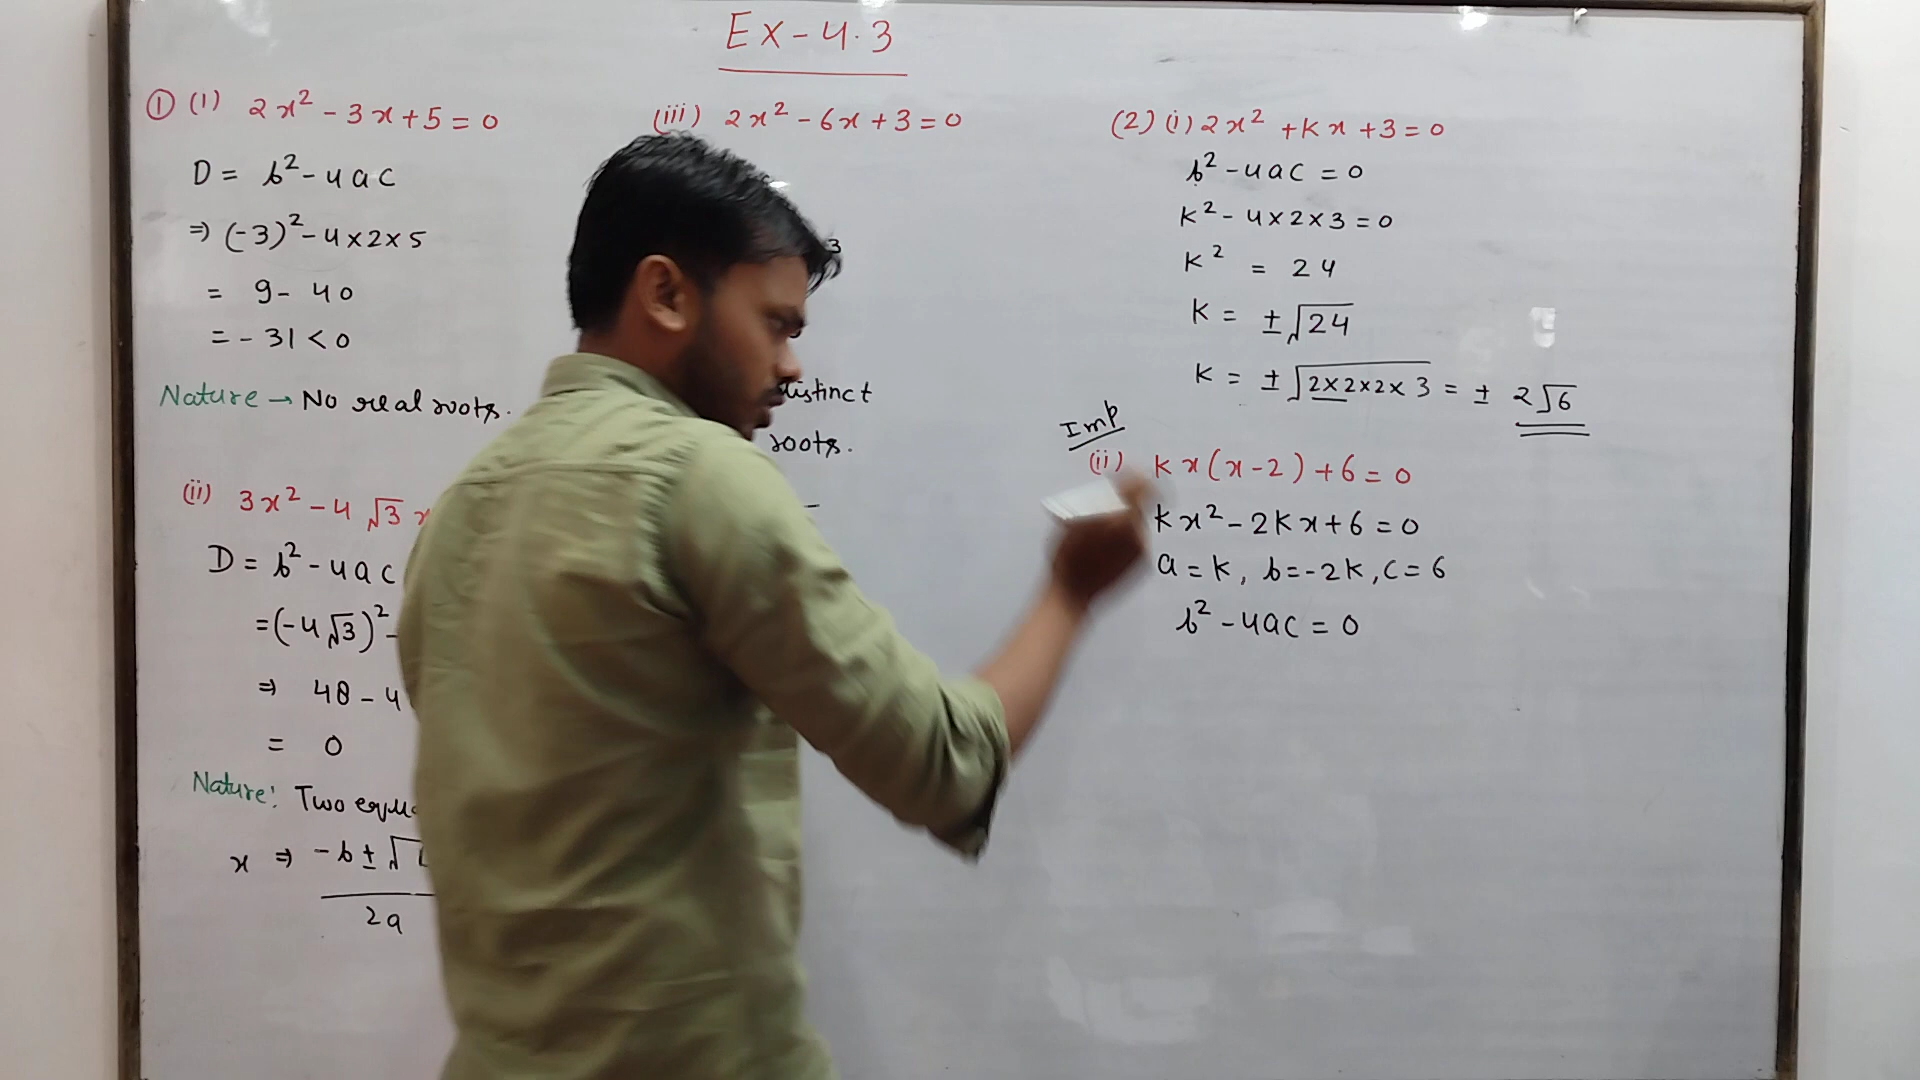 Ex-4.3
① (i) 2x² - 3x + 5 = 0
D = b² - 4ac
⇒ (-3)² - 4×2×5
= 9 - 40
= -31 < 0
Nature → No real roots.
(ii) 3x² - 4√3 x
D = b² - 4ac
= (-4√3)² -
⇒ 48 - 4
= 0
Nature: Two equa
x ⇒ -b ± √
2a
(iii) 2x² - 6x + 3 = 0
3
distinct
roots.
(2) (i) 2x² + kx + 3 = 0
b² - 4ac = 0
k² - 4×2×3 = 0
k² = 24
k = ±√24
k = ±√2×2×2×3 = ± 2√6
Imp
(ii) kx(x-2) + 6 = 0
kx² - 2kx + 6 = 0
a = k, b = -2k, c = 6
b² - 4ac = 0